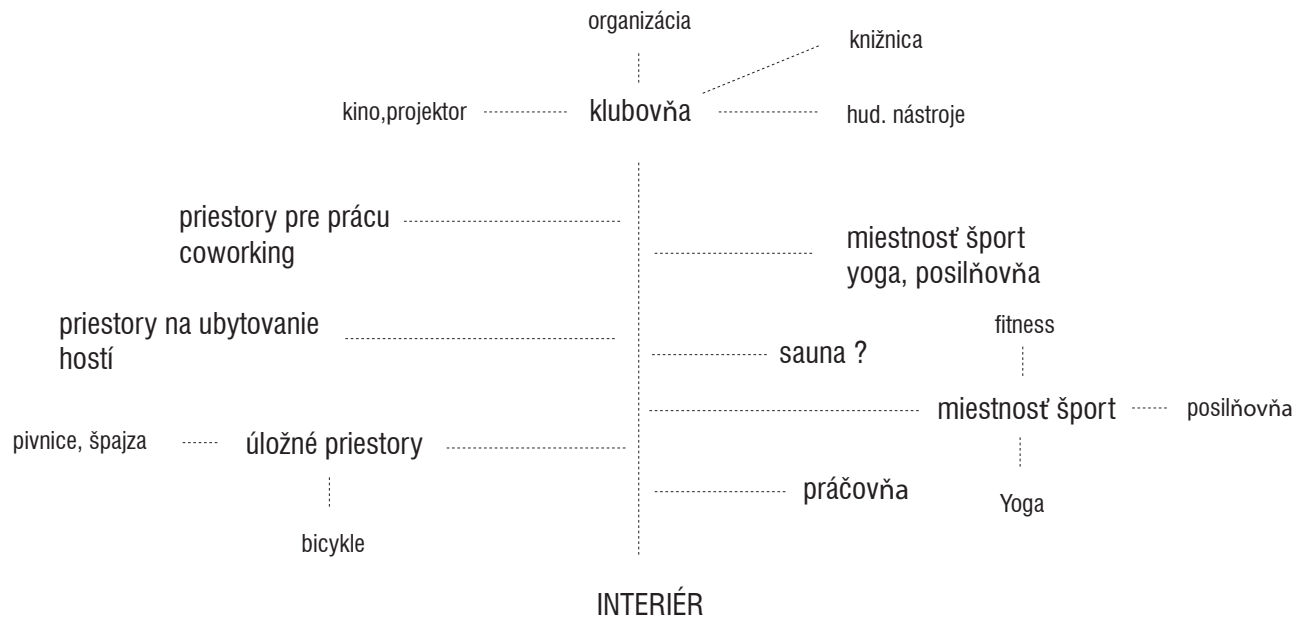 organizácia
knižnica
kino,projektor
klubovňa
hud. nástroje
priestory pre prácu
coworking
miestnosť šport
yoga, posilňovňa
priestory na ubytovanie
hostí
fitness
sauna ?
miestnosť šport
posilňovňa
pivnice, špajza
úložné priestory
práčovňa
Yoga
bicykle
INTERIÉR